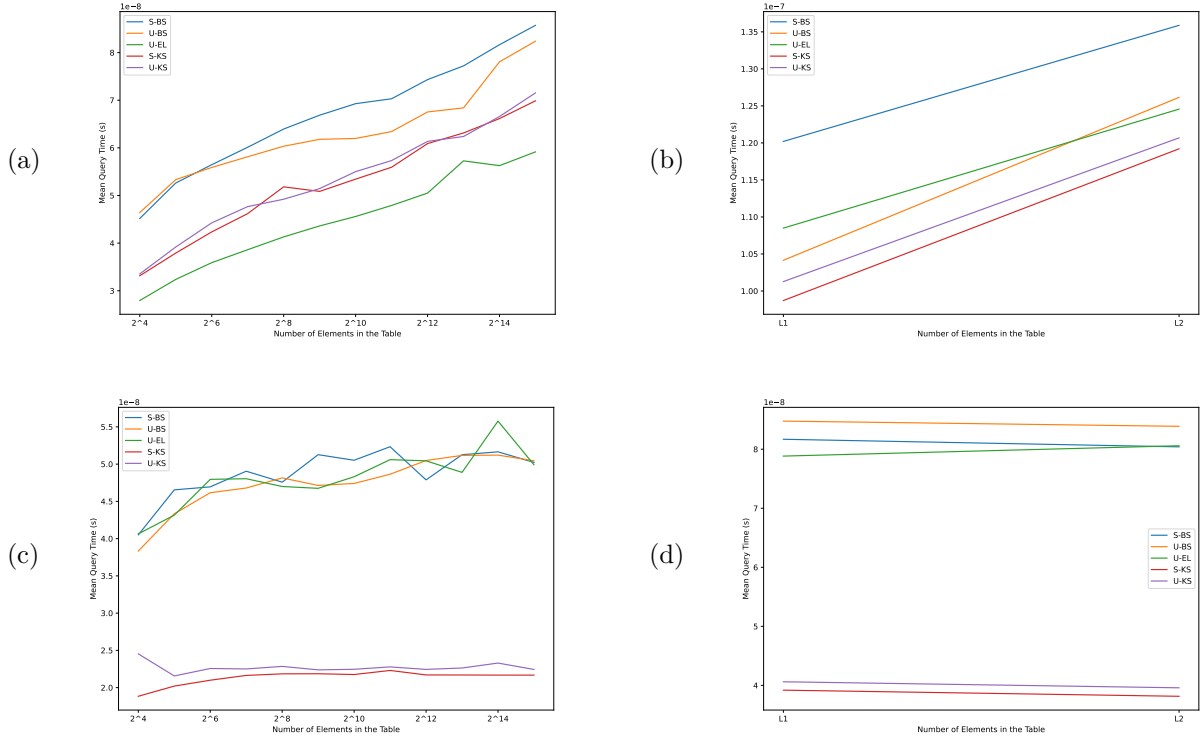 (a)
1e−8
S-BS
U-BS
U-EL
S-KS
U-KS
Mean Query Time (s)
8
7
6
5
4
3
2^4
2^6
2^8
2^10
2^12
2^14
Number of Elements in the Table
(b)
1e−7
S-BS
U-BS
U-EL
S-KS
U-KS
Mean Query Time (s)
1.35
1.30
1.25
1.20
1.15
1.10
1.05
1.00
L1
L2
Number of Elements in the Table
(c)
1e−8
S-BS
U-BS
U-EL
S-KS
U-KS
Mean Query Time (s)
5.5
5.0
4.5
4.0
3.5
3.0
2.5
2.0
2^4
2^6
2^8
2^10
2^12
2^14
Number of Elements in the Table
(d)
1e−8
S-BS
U-BS
U-EL
S-KS
U-KS
Mean Query Time (s)
8
7
6
5
4
L1
L2
Number of Elements in the Table